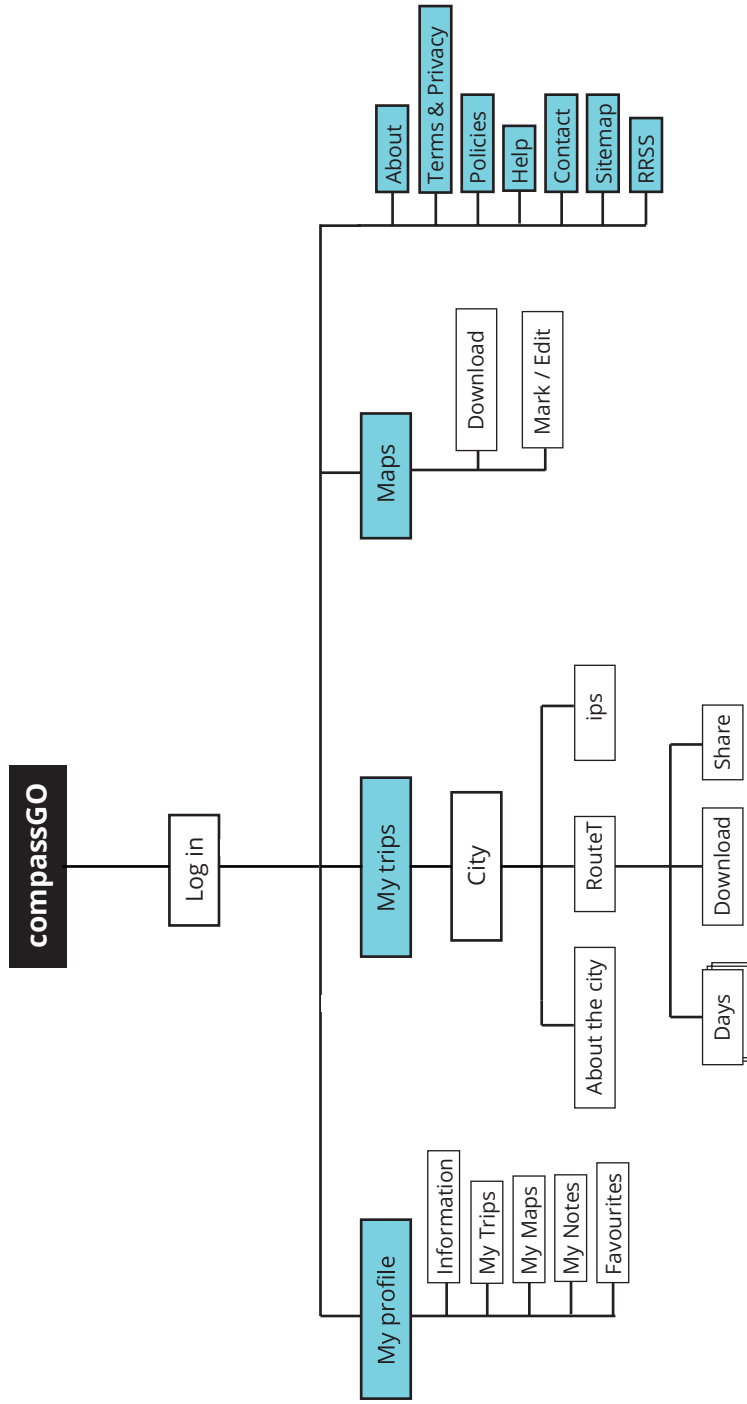 compassGO
Log in
My profile
My trips
Maps
Information
My Trips
My Maps
My Notes
Favourites
City
About the city
RouteT
ips
Days
Download
Share
Download
Mark / Edit
About
Terms & Privacy
Policies
Help
Contact
Sitemap
RRSS